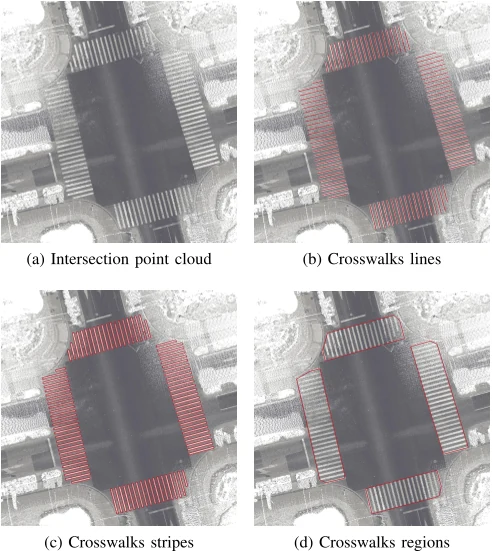 (a) Intersection point cloud
(b) Crosswalks lines
(c) Crosswalks stripes
(d) Crosswalks regions